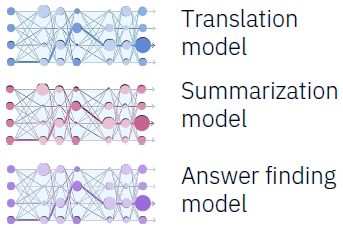 Translation
model
Summarization
model
Answer finding
model